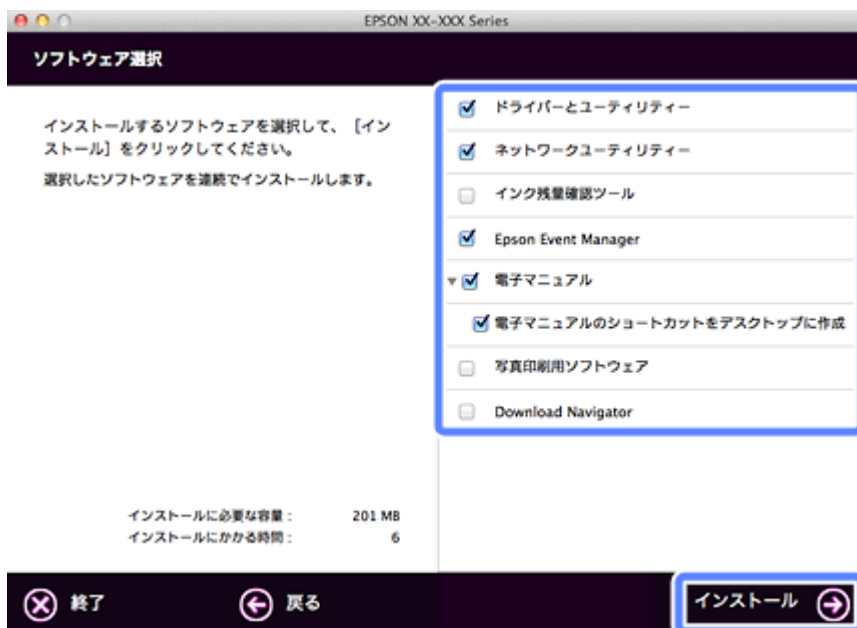 EPSON XX-XXX Series
ソフトウェア選択
インストールするソフトウェアを選択して、［イン
ストール］をクリックしてください。
選択したソフトウェアを連続でインストールします。
ドライバーとユーティリティー
ネットワークユーティリティー
インク残量確認ツール
Epson Event Manager
電子マニュアル
電子マニュアルのショートカットをデスクトップに作成
写真印刷用ソフトウェア
Download Navigator
インストールに必要な容量： 201 MB
インストールにかかる時間： 6
終了
戻る
インストール